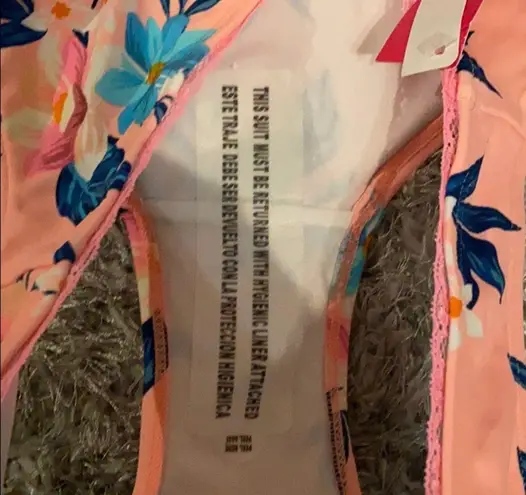 THIS SUIT MUST BE RETURNED WITH HYGIENIC LINER ATTACHED
ESTE TRAJE DEBE SER DEVUELTO CON LA PROTECCION HIGIENICA